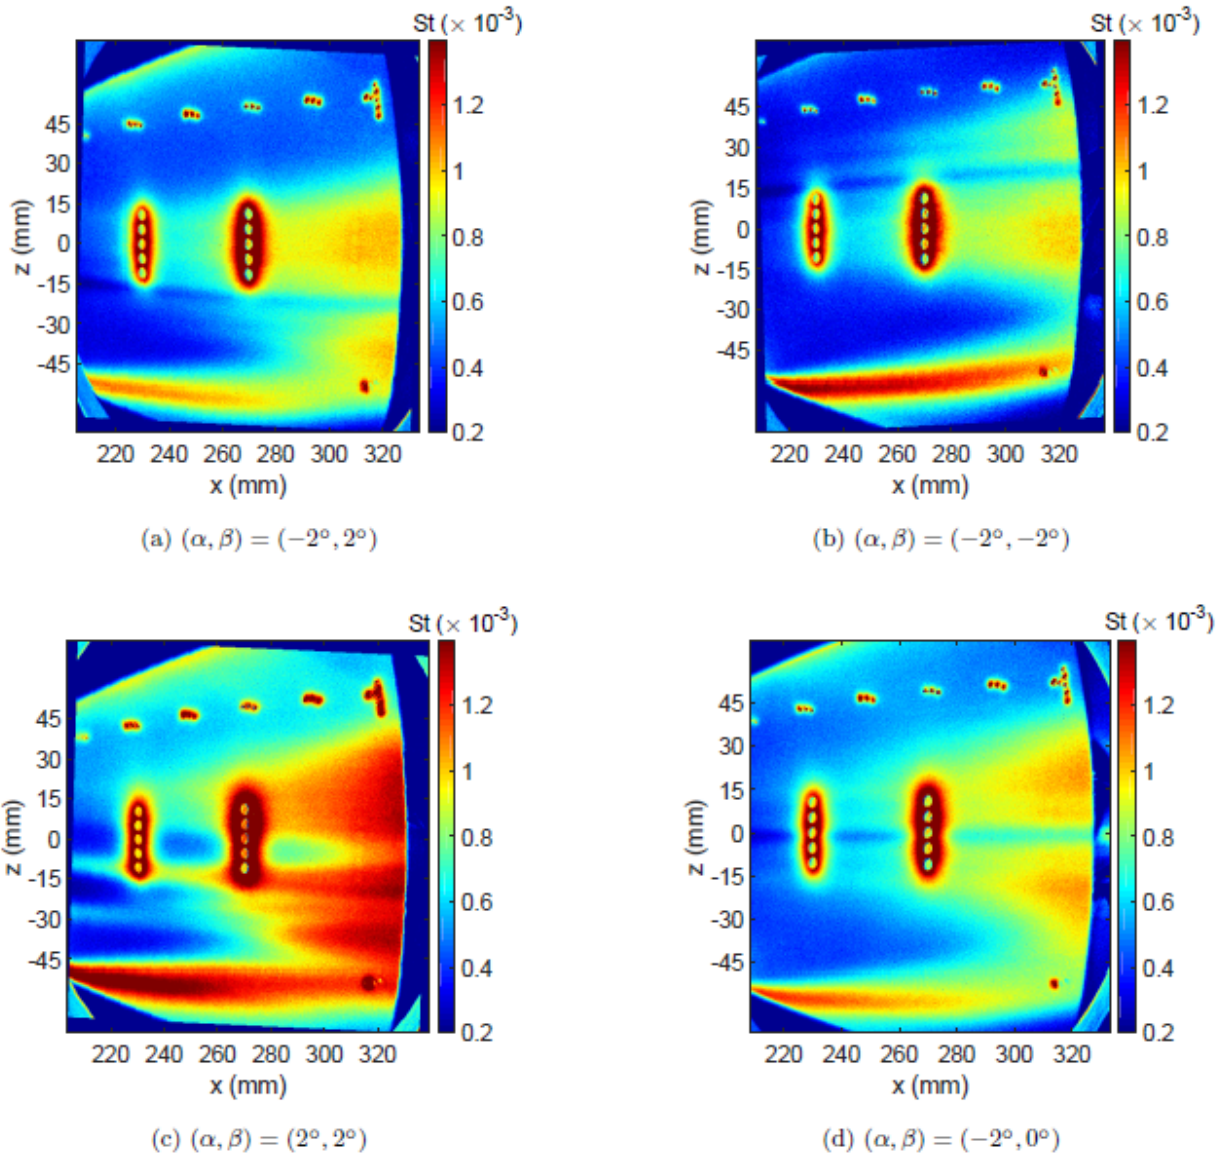 St (× 10⁻³)
St (× 10⁻³)
45
30
15
0
-15
-30
-45
z (mm)
220 240 260 280 300 320
x (mm)
1.2
1
0.8
0.6
0.4
0.2
45
30
15
0
-15
-30
-45
z (mm)
220 240 260 280 300 320
x (mm)
1.2
1
0.8
0.6
0.4
0.2
(a) (α, β) = (−2°, 2°)
(b) (α, β) = (−2°, −2°)
St (× 10⁻³)
St (× 10⁻³)
45
30
15
0
-15
-30
-45
z (mm)
220 240 260 280 300 320
x (mm)
1.2
1
0.8
0.6
0.4
0.2
45
30
15
0
-15
-30
-45
z (mm)
220 240 260 280 300 320
x (mm)
1.2
1
0.8
0.6
0.4
0.2
(c) (α, β) = (2°, 2°)
(d) (α, β) = (−2°, 0°)